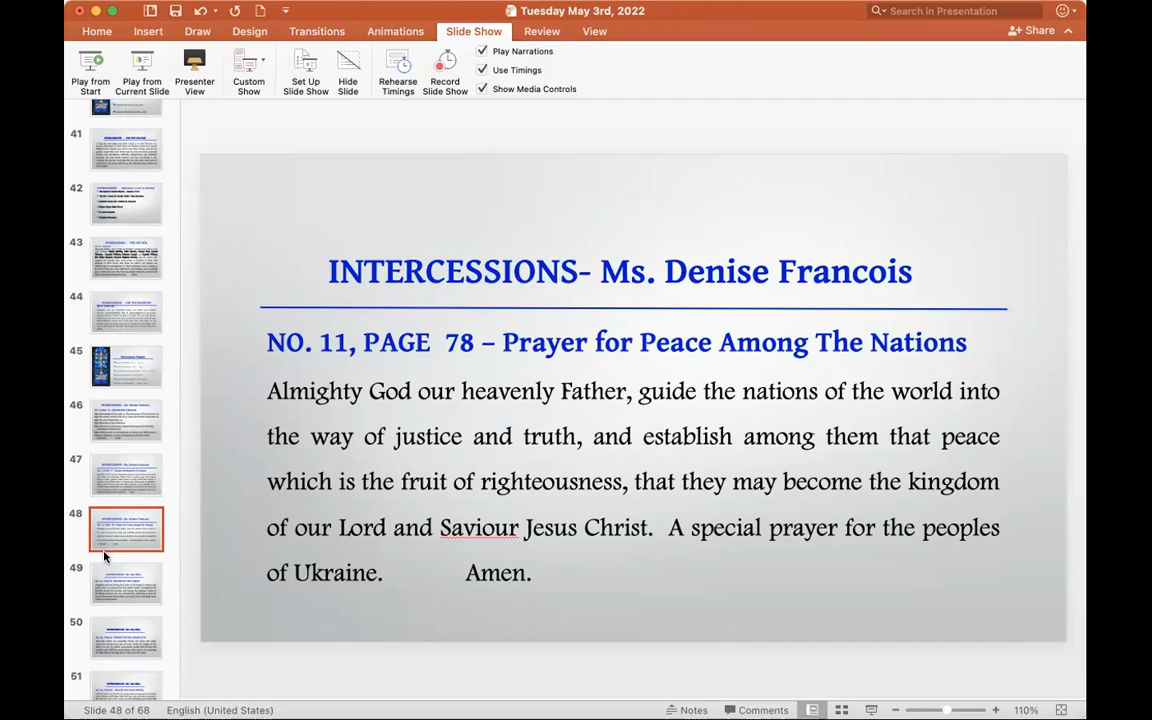 Tuesday May 3rd, 2022
Search in Presentation
Home Insert Draw Design Transitions Animations Slide Show Review View Share
Play from Start
Play from Current Slide
Presenter View
Custom Show
Set Up Slide Show
Hide Slide
Rehearse Timings
Record Slide Show
Play Narrations
Use Timings
Show Media Controls
41
42
43
44
45
46
47
48
49
50
51
INTERCESSIONS- Ms. Denise Francois
NO. 11, PAGE 78 – Prayer for Peace Among The Nations
Almighty God our heavenly Father, guide the nations of the world into
the way of justice and truth, and establish among them that peace
which is the fruit of righteousness, that they may become the kingdom
of our Lord and Saviour Jesus Christ. A special prayer for the peoples
of Ukraine. Amen.
Slide 48 of 68 English (United States) Notes Comments 110%